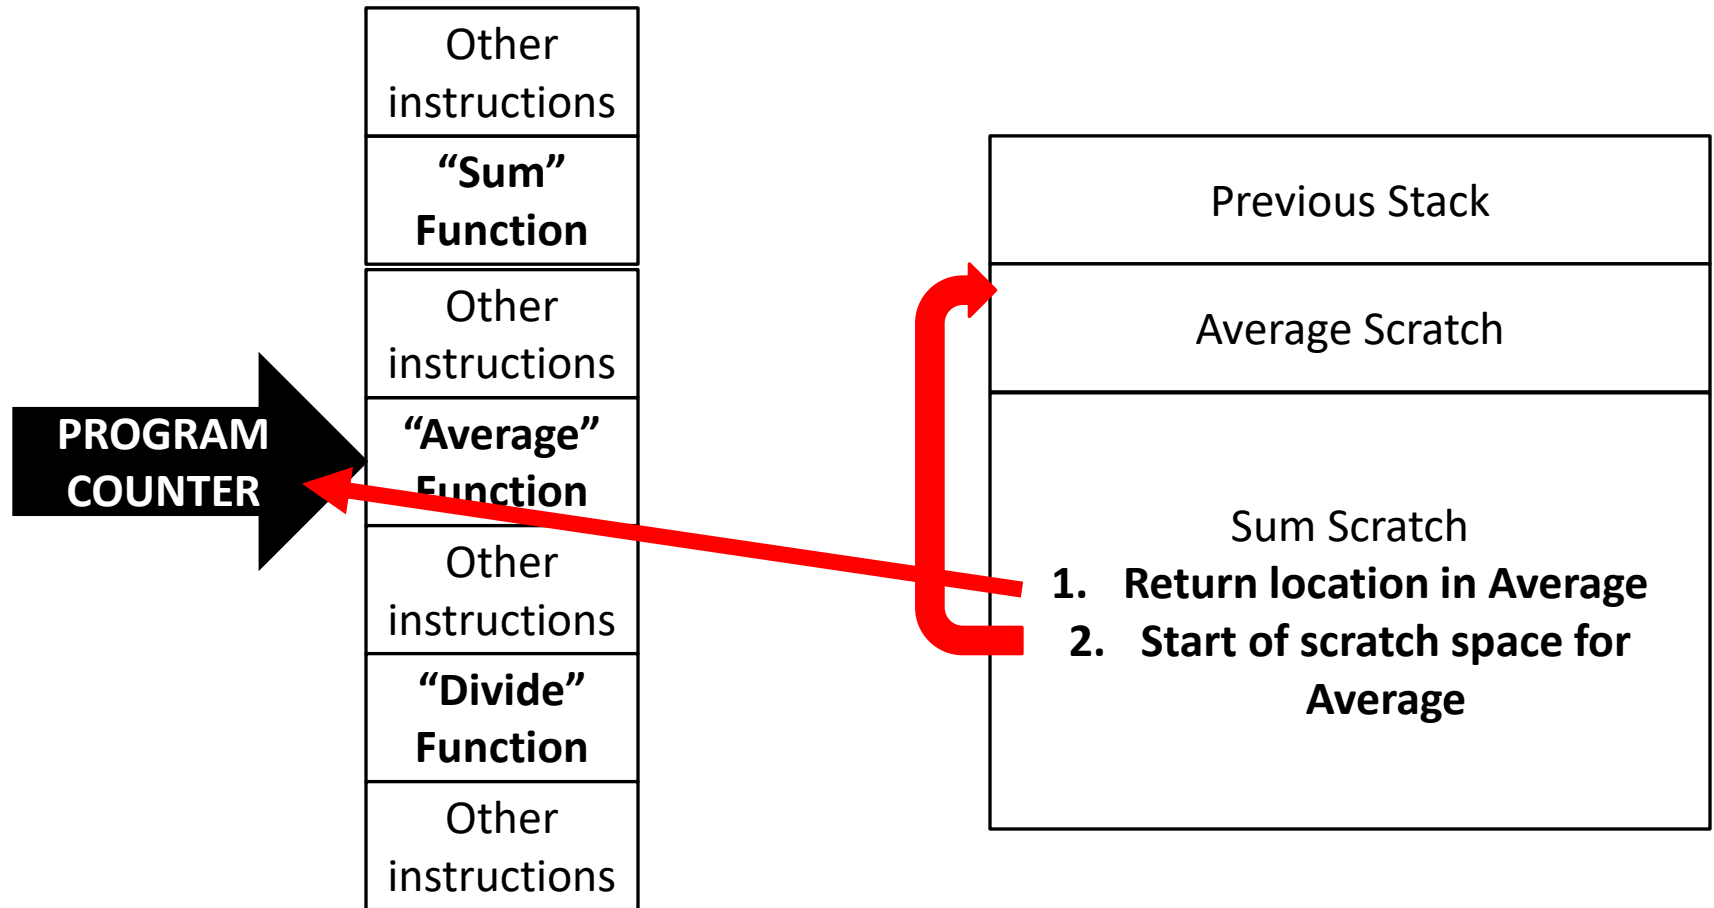 Other
instructions
“Sum”
Function
Other
instructions
PROGRAM
COUNTER
“Average”
Function
Other
instructions
“Divide”
Function
Other
instructions
Previous Stack
Average Scratch
Sum Scratch
1. Return location in Average
2. Start of scratch space for
Average